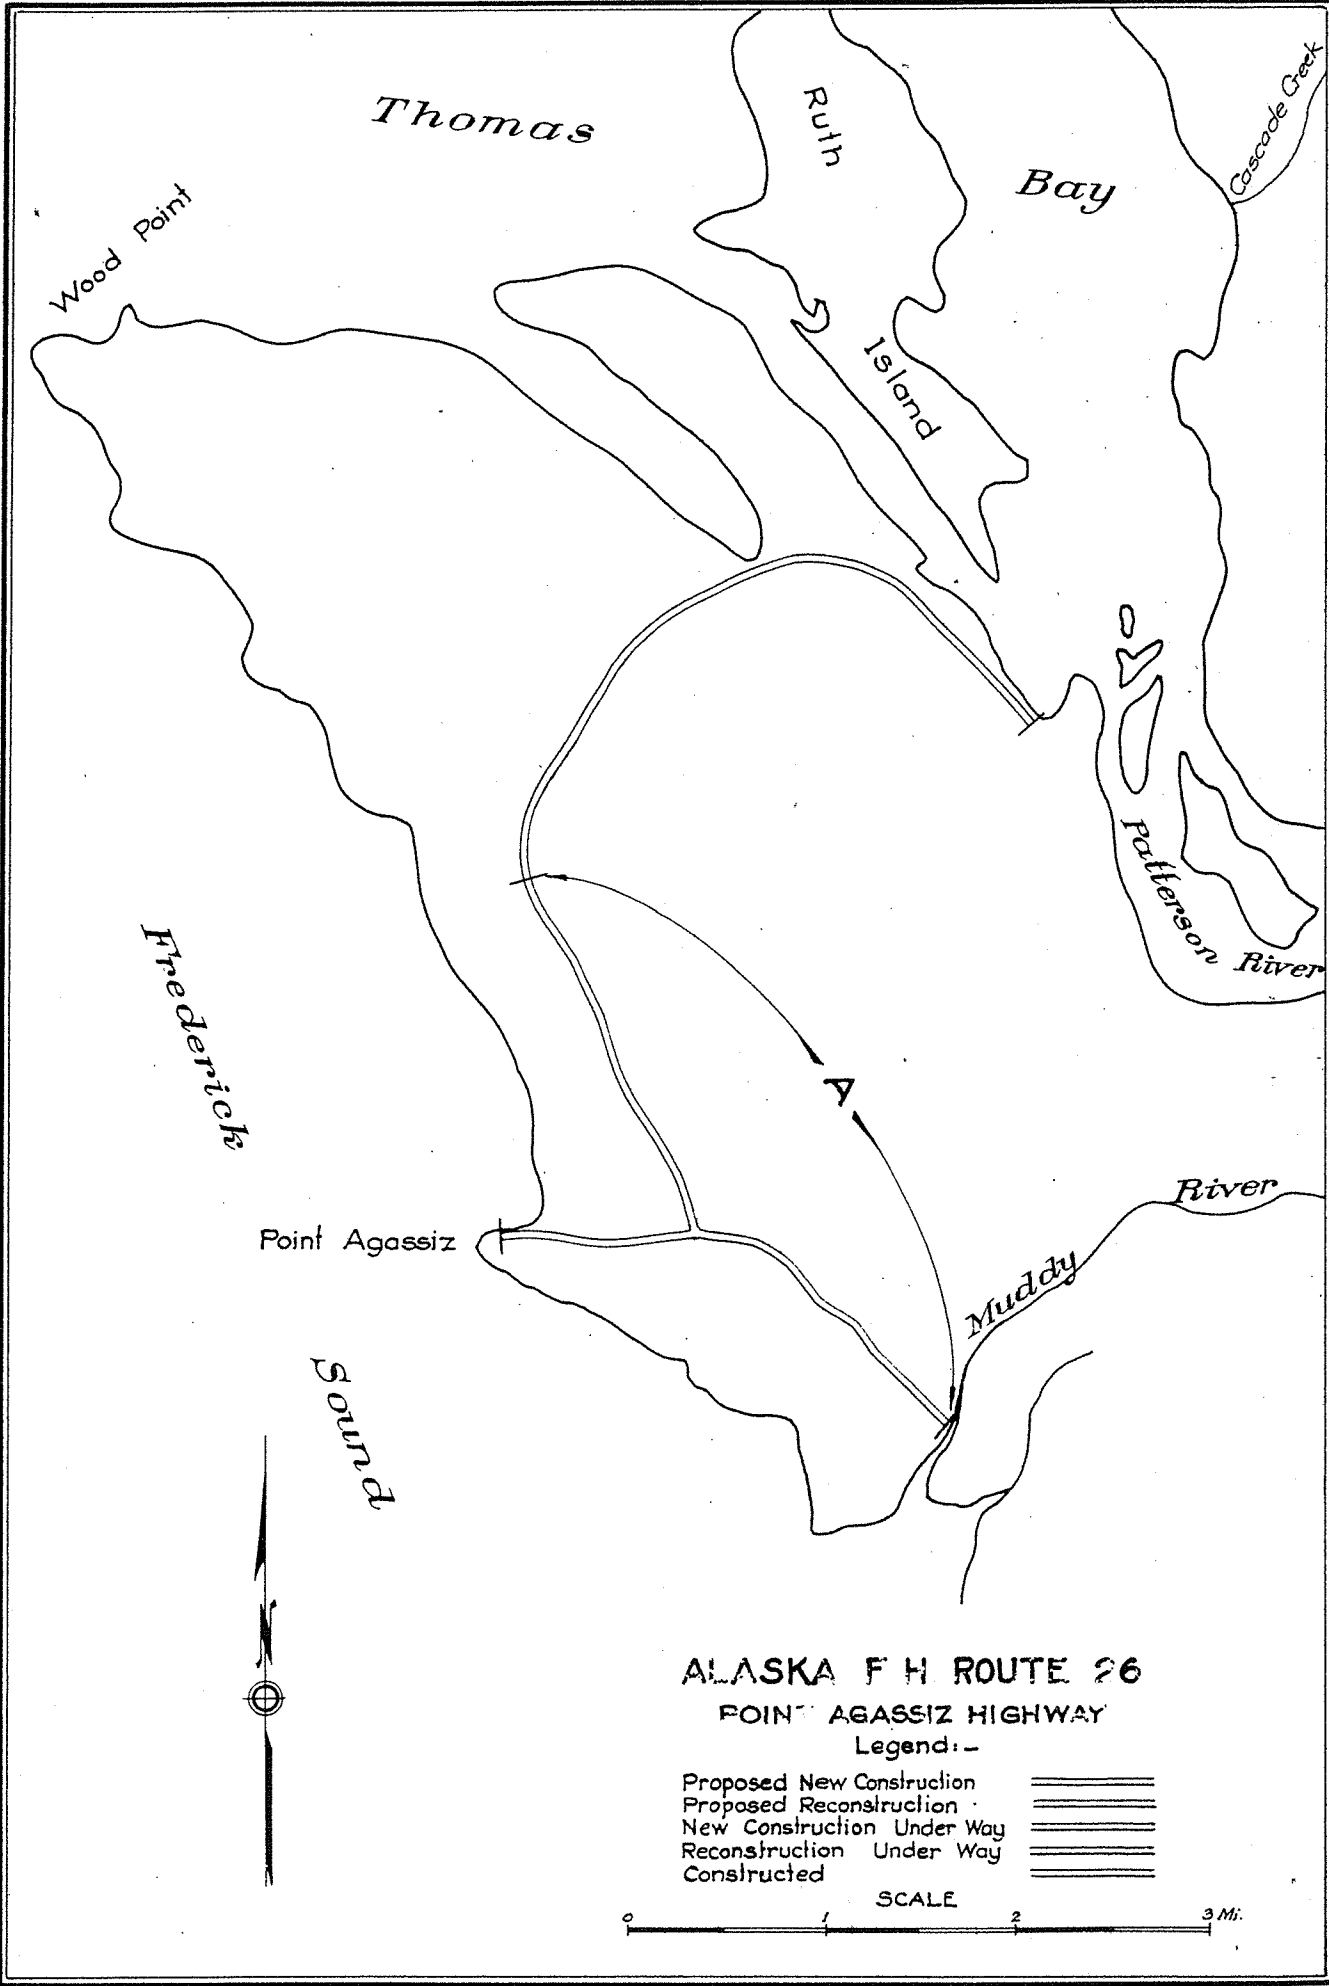 Thomas
Ruth
Bay
Cascade Creek
Wood Point
Island
Patterson River
Frederick
A
River
Point Agassiz
Muddy
Sound
N
ALASKA F H ROUTE 26
POINT AGASSIZ HIGHWAY
Legend:-
Proposed New Construction
Proposed Reconstruction
New Construction Under Way
Reconstruction Under Way
Constructed
SCALE
0 1 2 3 Mi.